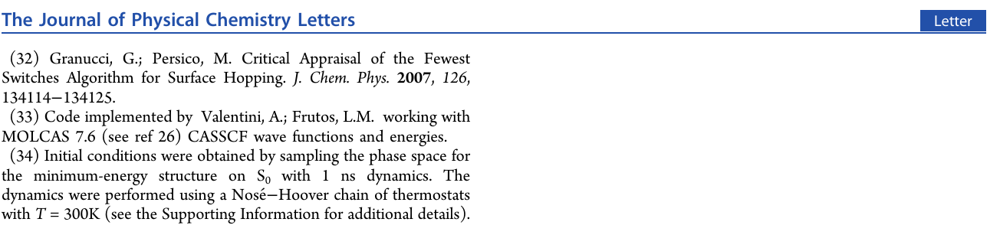 The Journal of Physical Chemistry Letters
Letter
(32) Granucci, G.; Persico, M. Critical Appraisal of the Fewest
Switches Algorithm for Surface Hopping. J. Chem. Phys. 2007, 126,
134114−134125.
(33) Code implemented by Valentini, A.; Frutos, L.M. working with
MOLCAS 7.6 (see ref 26) CASSCF wave functions and energies.
(34) Initial conditions were obtained by sampling the phase space for
the minimum-energy structure on S₀ with 1 ns dynamics. The
dynamics were performed using a Nosé−Hoover chain of thermostats
with T = 300K (see the Supporting Information for additional details).